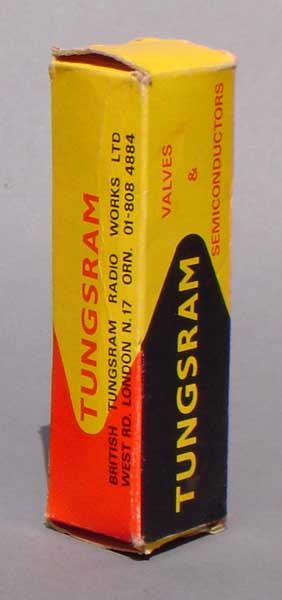 TUNGSRAM
BRITISH TUNGSRAM RADIO WORKS LTD
WEST RD. LONDON N.17 ORN. 01-808 4884
VALVES
&
SEMICONDUCTORS
TUNGSRAM